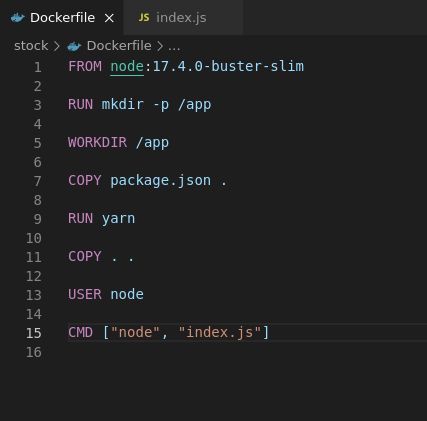 Dockerfile
JS index.js
stock > Dockerfile > ...
1 FROM node:17.4.0-buster-slim
2
3 RUN mkdir -p /app
4
5 WORKDIR /app
6
7 COPY package.json .
8
9 RUN yarn
10
11 COPY . .
12
13 USER node
14
15 CMD ["node", "index.js"]
16